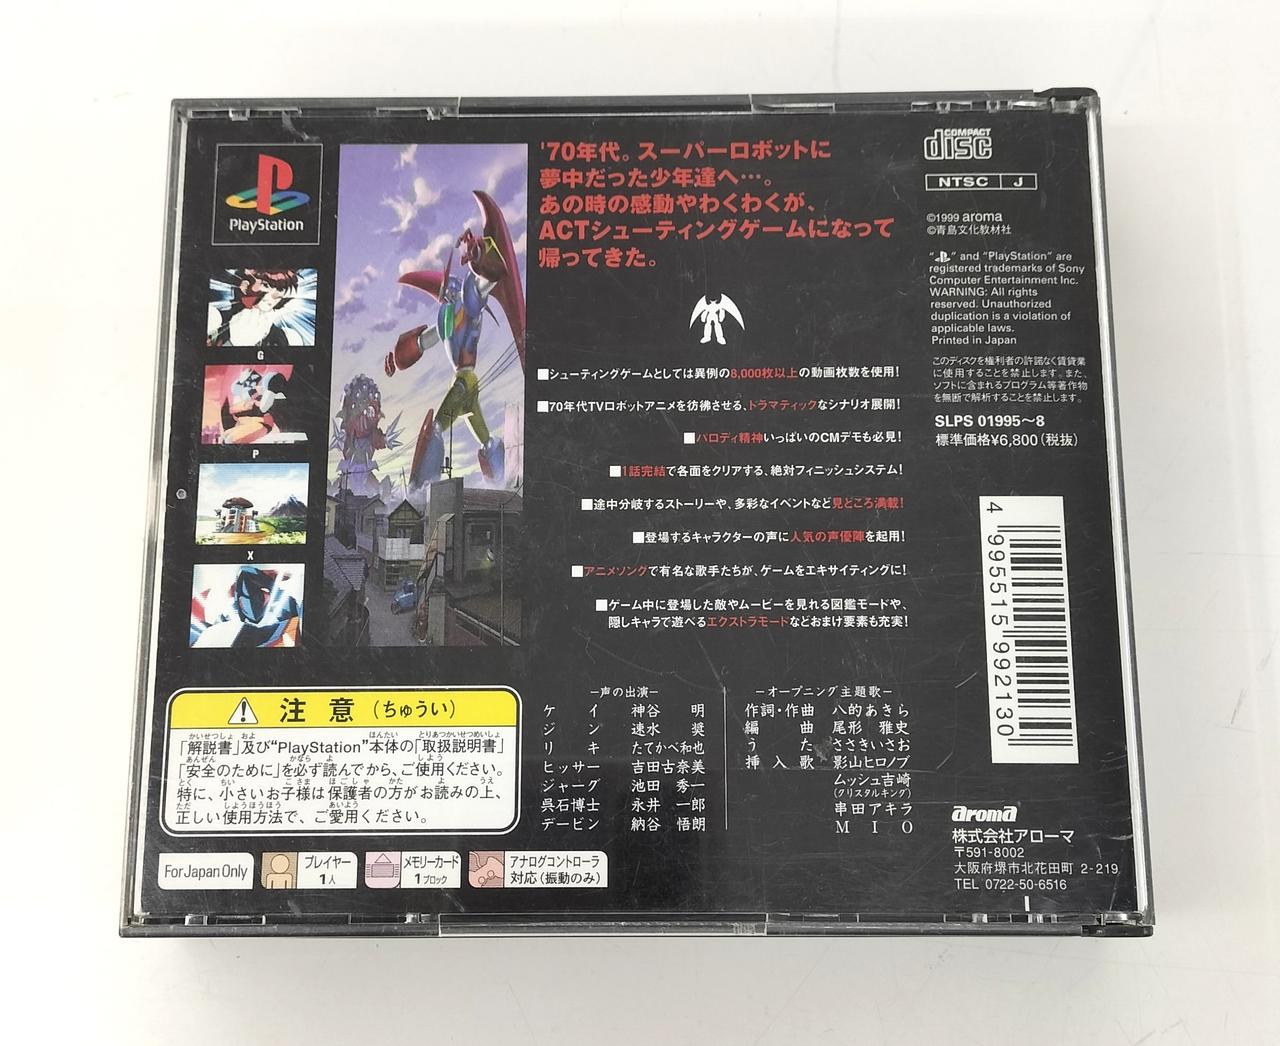 PlayStation
G
P
X
'70年代。スーパーロボットに
夢中だった少年達へ…。
あの時の感動やわくわくが、
ACTシューティングゲームになって
帰ってきた。
■シューティングゲームとしては異例の8,000枚以上の動画枚数を使用!
■70年代TVロボットアニメを彷彿させる、ドラマティックなシナリオ展開!
■パロディ精神いっぱいのCMデモも必見!
■1話完結で各面をクリアする、絶対フィニッシュシステム!
■途中分岐するストーリーや、多彩なイベントなど見どころ満載!
■登場するキャラクターの声に人気の声優陣を起用!
■アニメソングで有名な歌手たちが、ゲームをエキサイティングに!
■ゲーム中に登場した敵やムービーを見れる図鑑モードや、
隠しキャラで遊べるエクストラモードなどおまけ要素も充実!
COMPACT
disc
NTSC J
©1999 aroma
©青島文化教材社
" " and "PlayStation" are
registered trademarks of Sony
Computer Entertainment Inc.
WARNING: All rights
reserved. Unauthorized
duplication is a violation of
applicable laws.
Printed in Japan
このディスクを権利者の許諾なく賃貸業
に使用することを禁止します。また、
ソフトに含まれるプログラム等著作物
を無断で解析することを禁止します。
SLPS 01995～8
標準価格¥6,800(税抜)
4 995515 992130
注意(ちゅうい)
「解説書」及び"PlayStation"本体の「取扱説明書」
「安全のために」を必ず読んでから、ご使用ください。
特に、小さいお子様は保護者の方がお読みの上、
正しい使用方法で、ご愛用ください。
ー声の出演ー
ケイ 神谷 明
ジン 速水 奨
リキ たてかべ和也
ヒッサー 吉田古奈美
ジャーグ 池田 秀一
呉石博士 永井 一郎
デービン 納谷 悟朗
ーオープニング主題歌ー
作詞・作曲 八的あきら
編曲 尾形 雅史
うた ささきいさお
挿入歌 影山ヒロノブ
ムッシュ吉崎
(クリスタルキング)
串田アキラ
MIO
aroma
株式会社アローマ
〒591-8002
大阪府堺市北花田町 2-219
TEL 0722-50-6516
For Japan Only
プレイヤー
1人
メモリーカード
1ブロック
アナログコントローラ
対応(振動のみ)